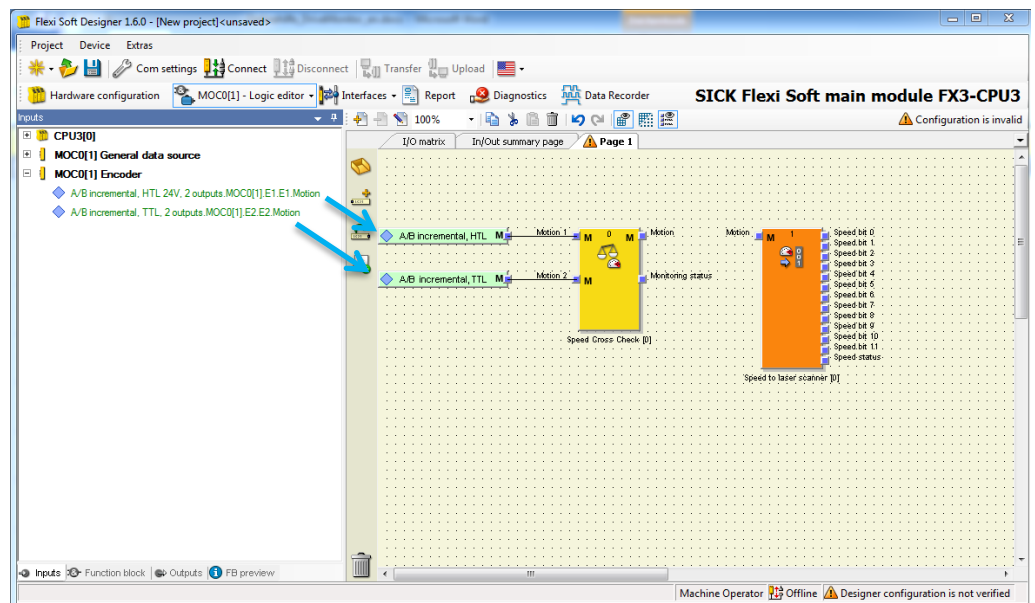 Flexi Soft Designer 1.6.0 - [New project]<unsaved>
Project Device Extras
Com settings Connect Disconnect Transfer Upload
Hardware configuration MOC0[1] - Logic editor Interfaces Report Diagnostics Data Recorder SICK Flexi Soft main module FX3-CPU3
Inputs 100% Configuration is invalid
CPU3[0]
MOC0[1] General data source
MOC0[1] Encoder
A/B incremental, HTL 24V, 2 outputs.MOC0[1].E1.E1.Motion
A/B incremental, TTL, 2 outputs.MOC0[1].E2.E2.Motion
I/O matrix In/Out summary page Page 1
A/B incremental, HTL M Motion 1 M 0 M Motion
A/B incremental, TTL M Motion 2 M Monitoring status
Speed Cross Check [0]
Motion M 1 Speed bit 0
Speed bit 1
Speed bit 2
Speed bit 3
Speed bit 4
Speed bit 5
Speed bit 6
Speed bit 7
Speed bit 8
Speed bit 9
Speed bit 10
Speed bit 11
Speed status
Speed to laser scanner [0]
Inputs Function block Outputs FB preview
Machine Operator Offline Designer configuration is not verified